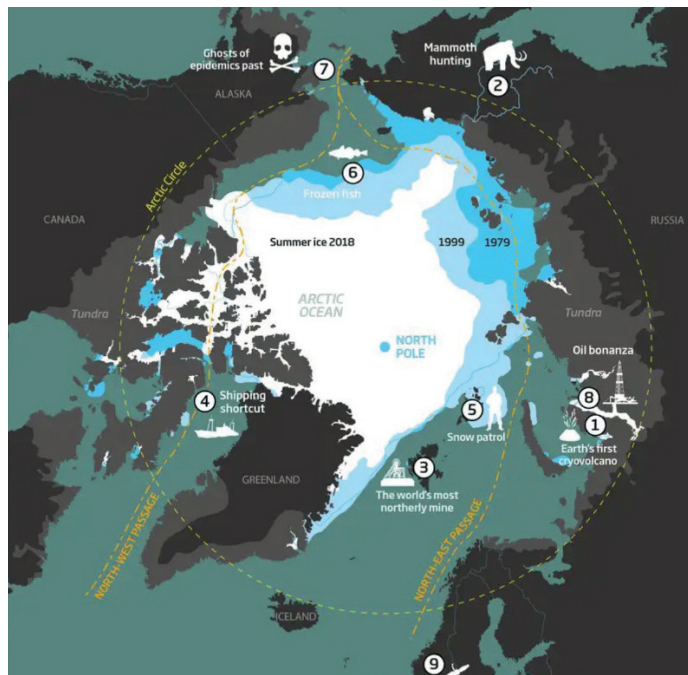 Ghosts of
epidemics past
7
Mammoth
hunting
2
ALASKA
Arctic Circle
6
Frozen fish
CANADA
RUSSIA
Summer ice 2018
1999
1979
ARCTIC
OCEAN
Tundra
Tundra
NORTH
POLE
Oil bonanza
8
4
Shipping
shortcut
5
Snow patrol
1
Earth's first
cryovolcano
3
The world's most
northerly mine
GREENLAND
NORTH-WEST PASSAGE
NORTH-EAST PASSAGE
ICELAND
9